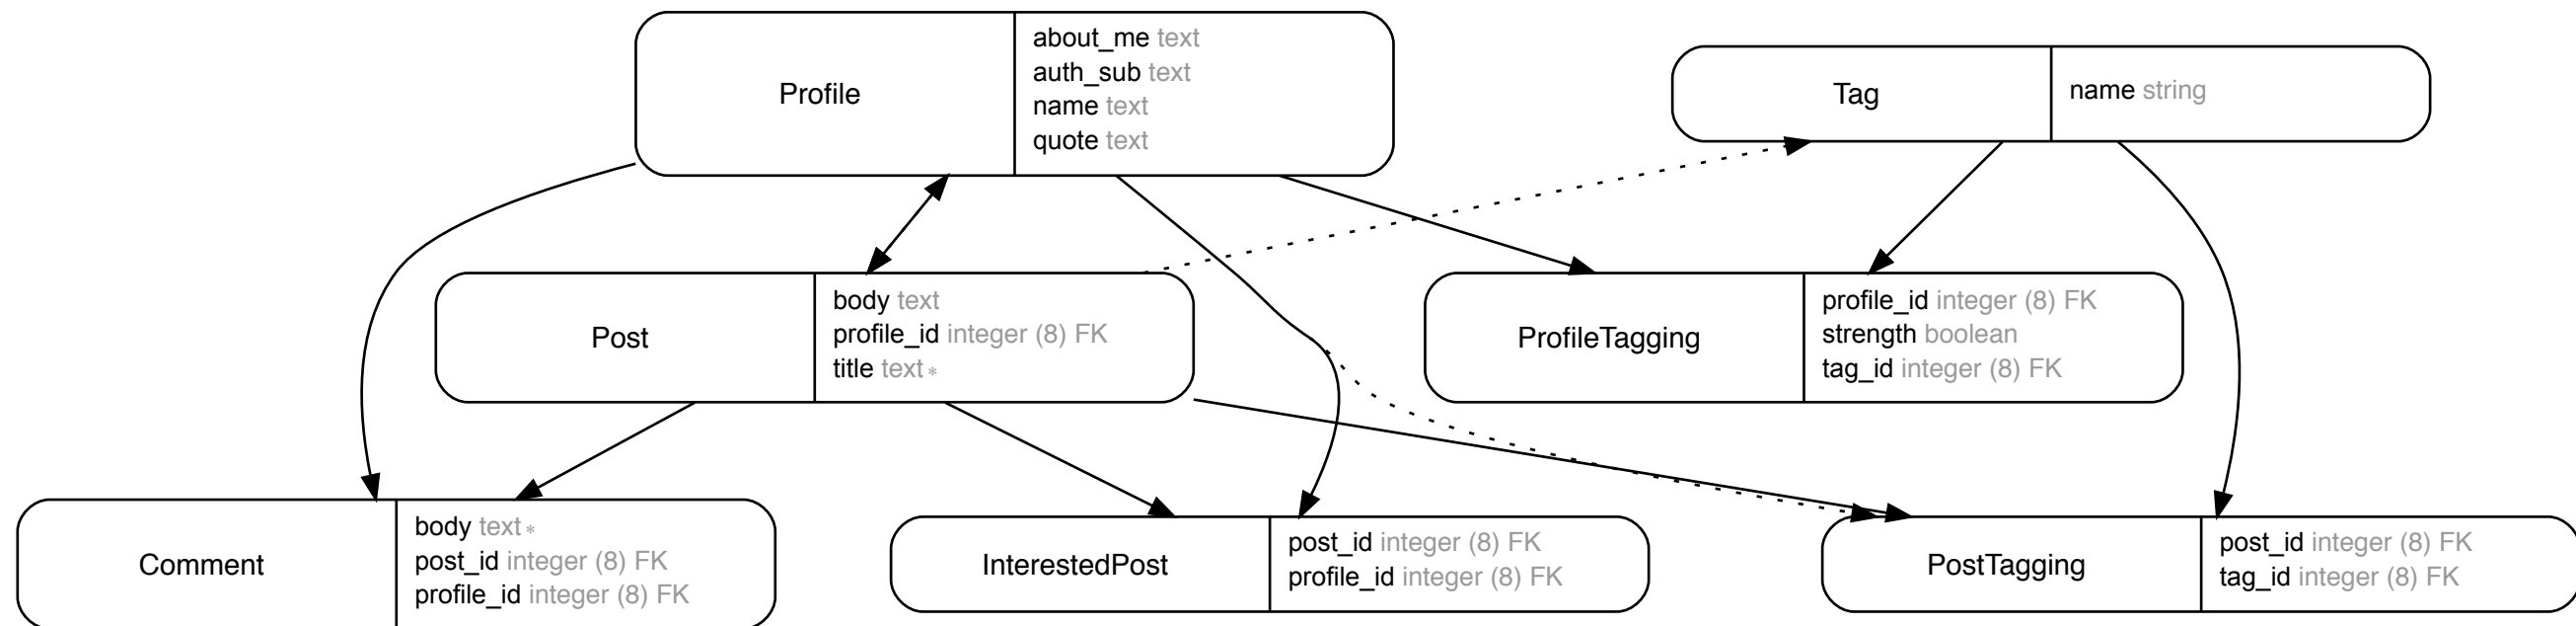 Profile
about_me text
auth_sub text
name text
quote text
Tag
name string
Post
body text
profile_id integer (8) FK
title text *
ProfileTagging
profile_id integer (8) FK
strength boolean
tag_id integer (8) FK
Comment
body text *
post_id integer (8) FK
profile_id integer (8) FK
InterestedPost
post_id integer (8) FK
profile_id integer (8) FK
PostTagging
post_id integer (8) FK
tag_id integer (8) FK